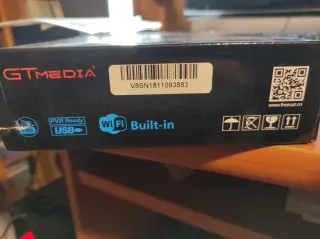 GTMEDIA
V8SN1811093883
PVR Ready
USB
WiFi Built-in
www.freesat.cn